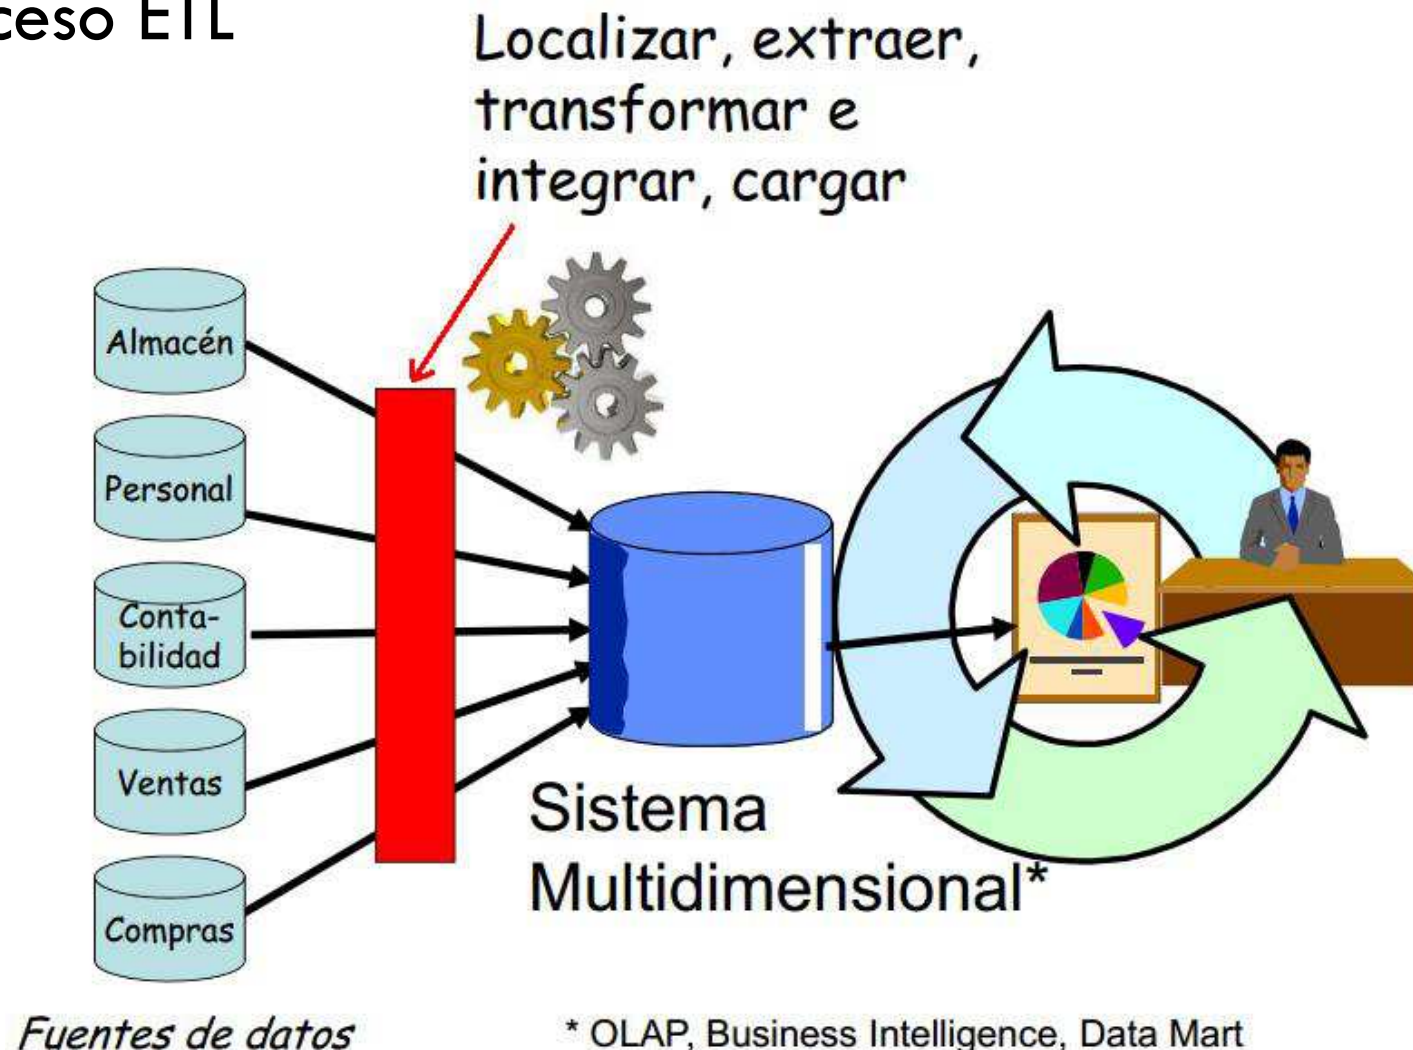 ceso ETL
Localizar, extraer,
transformar e
integrar, cargar
Almacén
Personal
Conta-
bilidad
Ventas
Compras
Sistema
Multidimensional*
Fuentes de datos
* OLAP, Business Intelligence, Data Mart